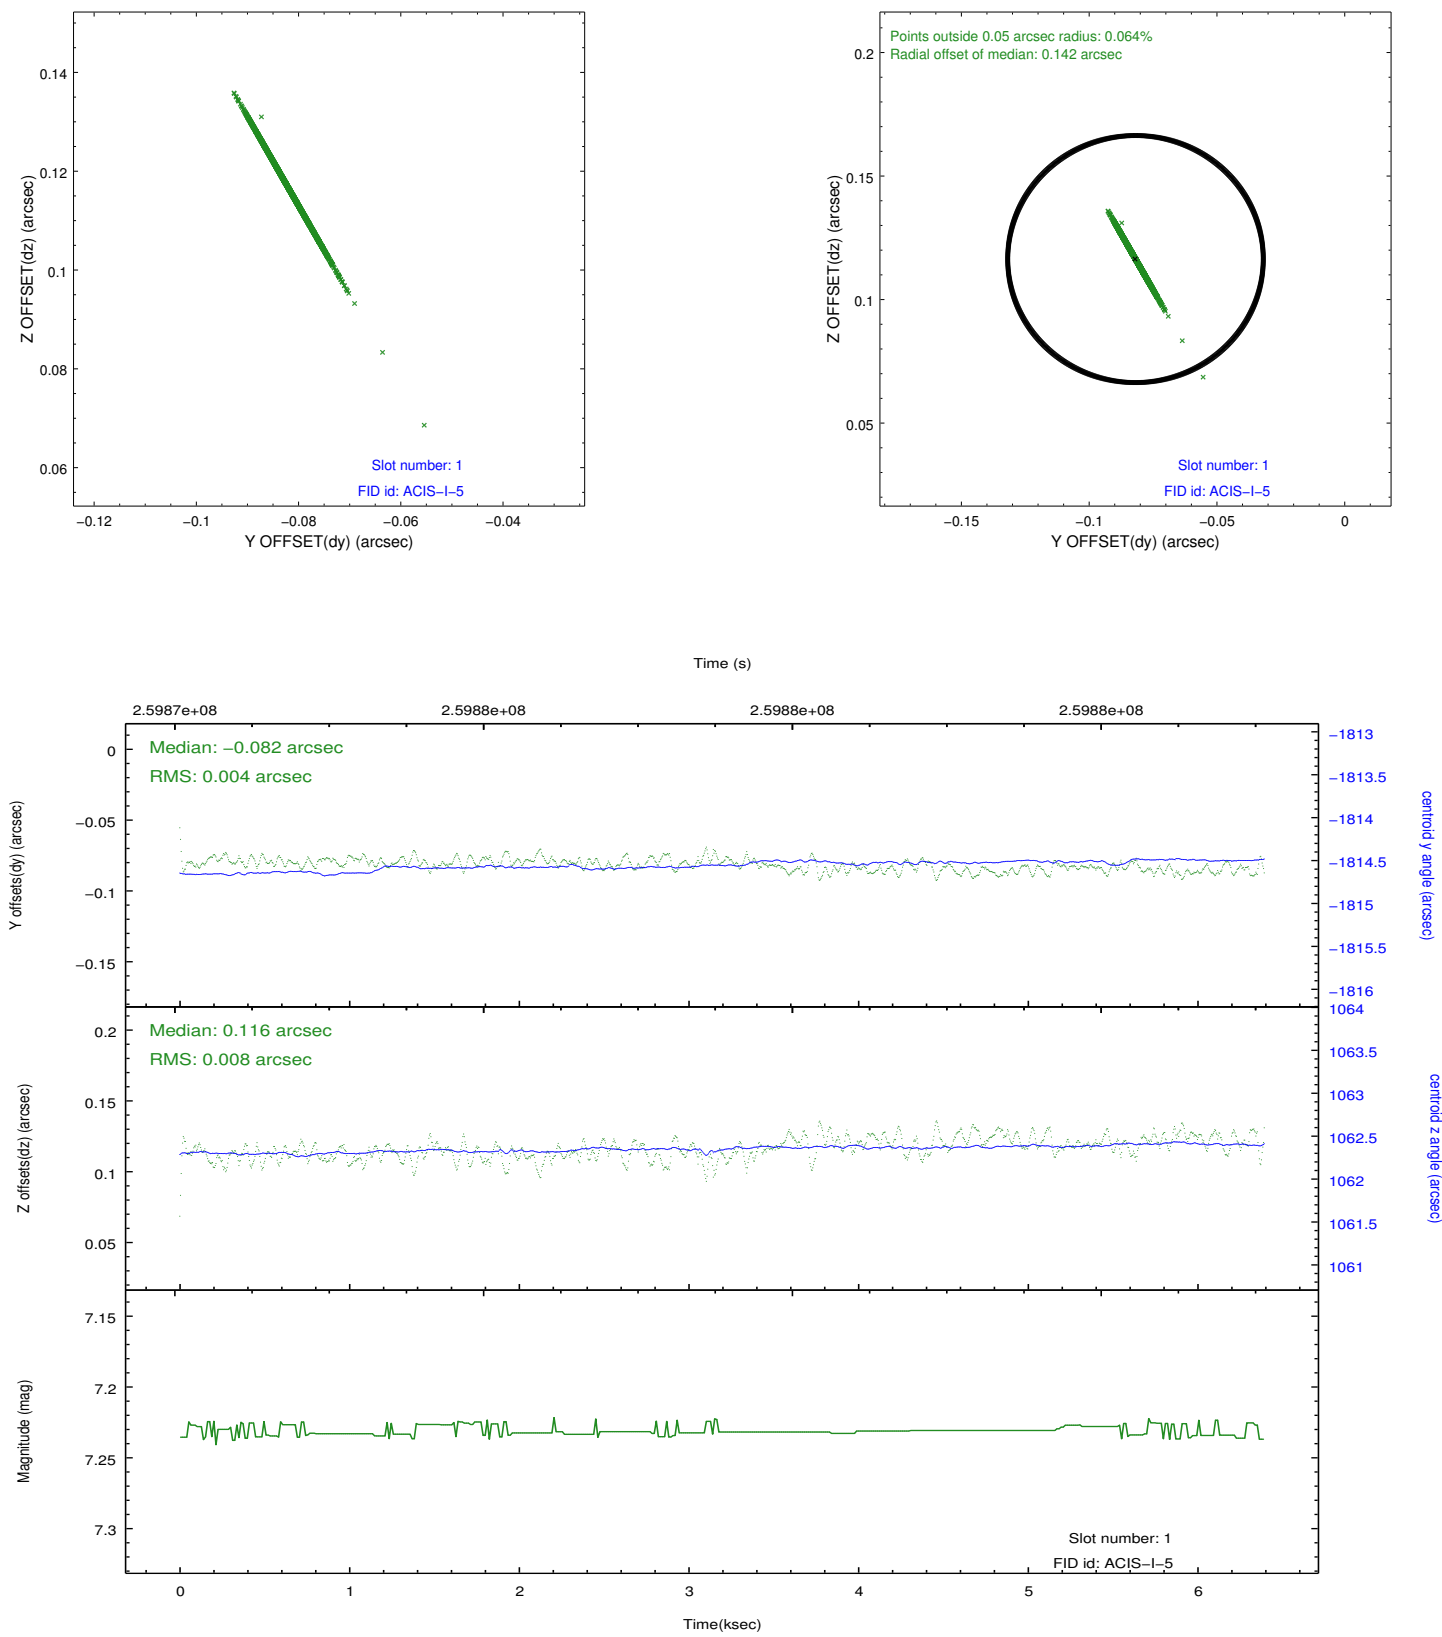 0.14
0.12
0.1
0.08
0.06
Z OFFSET(dz) (arcsec)
Slot number: 1
FID id: ACIS−I−5
−0.12 −0.1 −0.08 −0.06 −0.04
Y OFFSET(dy) (arcsec)
Points outside 0.05 arcsec radius: 0.064%
Radial offset of median: 0.142 arcsec
0.2
0.15
0.1
0.05
Z OFFSET(dz) (arcsec)
Slot number: 1
FID id: ACIS−I−5
−0.15 −0.1 −0.05 0
Y OFFSET(dy) (arcsec)
Time (s)
2.5987e+08 2.5988e+08 2.5988e+08 2.5988e+08
Median: −0.082 arcsec
RMS: 0.004 arcsec
0
−0.05
−0.1
−0.15
Y offsets(dy) (arcsec)
−1813
−1813.5
−1814
−1814.5
−1815
−1815.5
−1816
centroid y angle (arcsec)
Median: 0.116 arcsec
RMS: 0.008 arcsec
0.2
0.15
0.1
0.05
Z offsets(dz) (arcsec)
1064
1063.5
1063
1062.5
1062
1061.5
1061
centroid z angle (arcsec)
7.15
7.2
7.25
7.3
Magnitude (mag)
Slot number: 1
FID id: ACIS−I−5
0 1 2 3 4 5 6
Time(ksec)